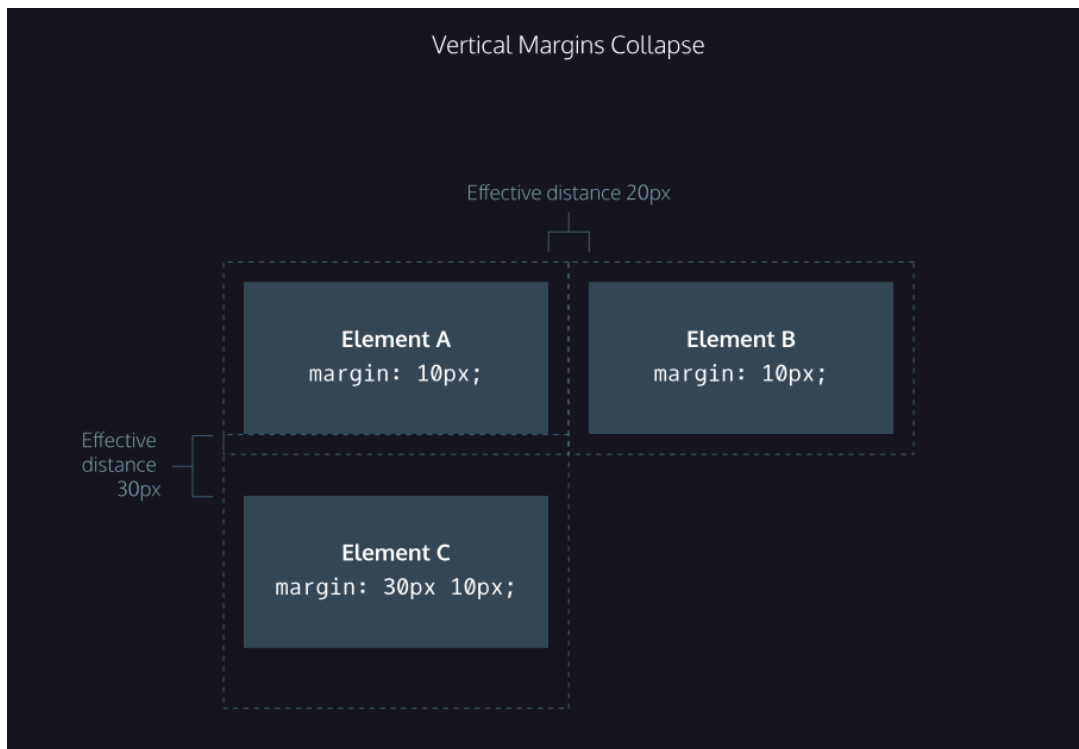 Vertical Margins Collapse
Effective distance 20px
Element A
margin: 10px;
Element B
margin: 10px;
Effective
distance
30px
Element C
margin: 30px 10px;